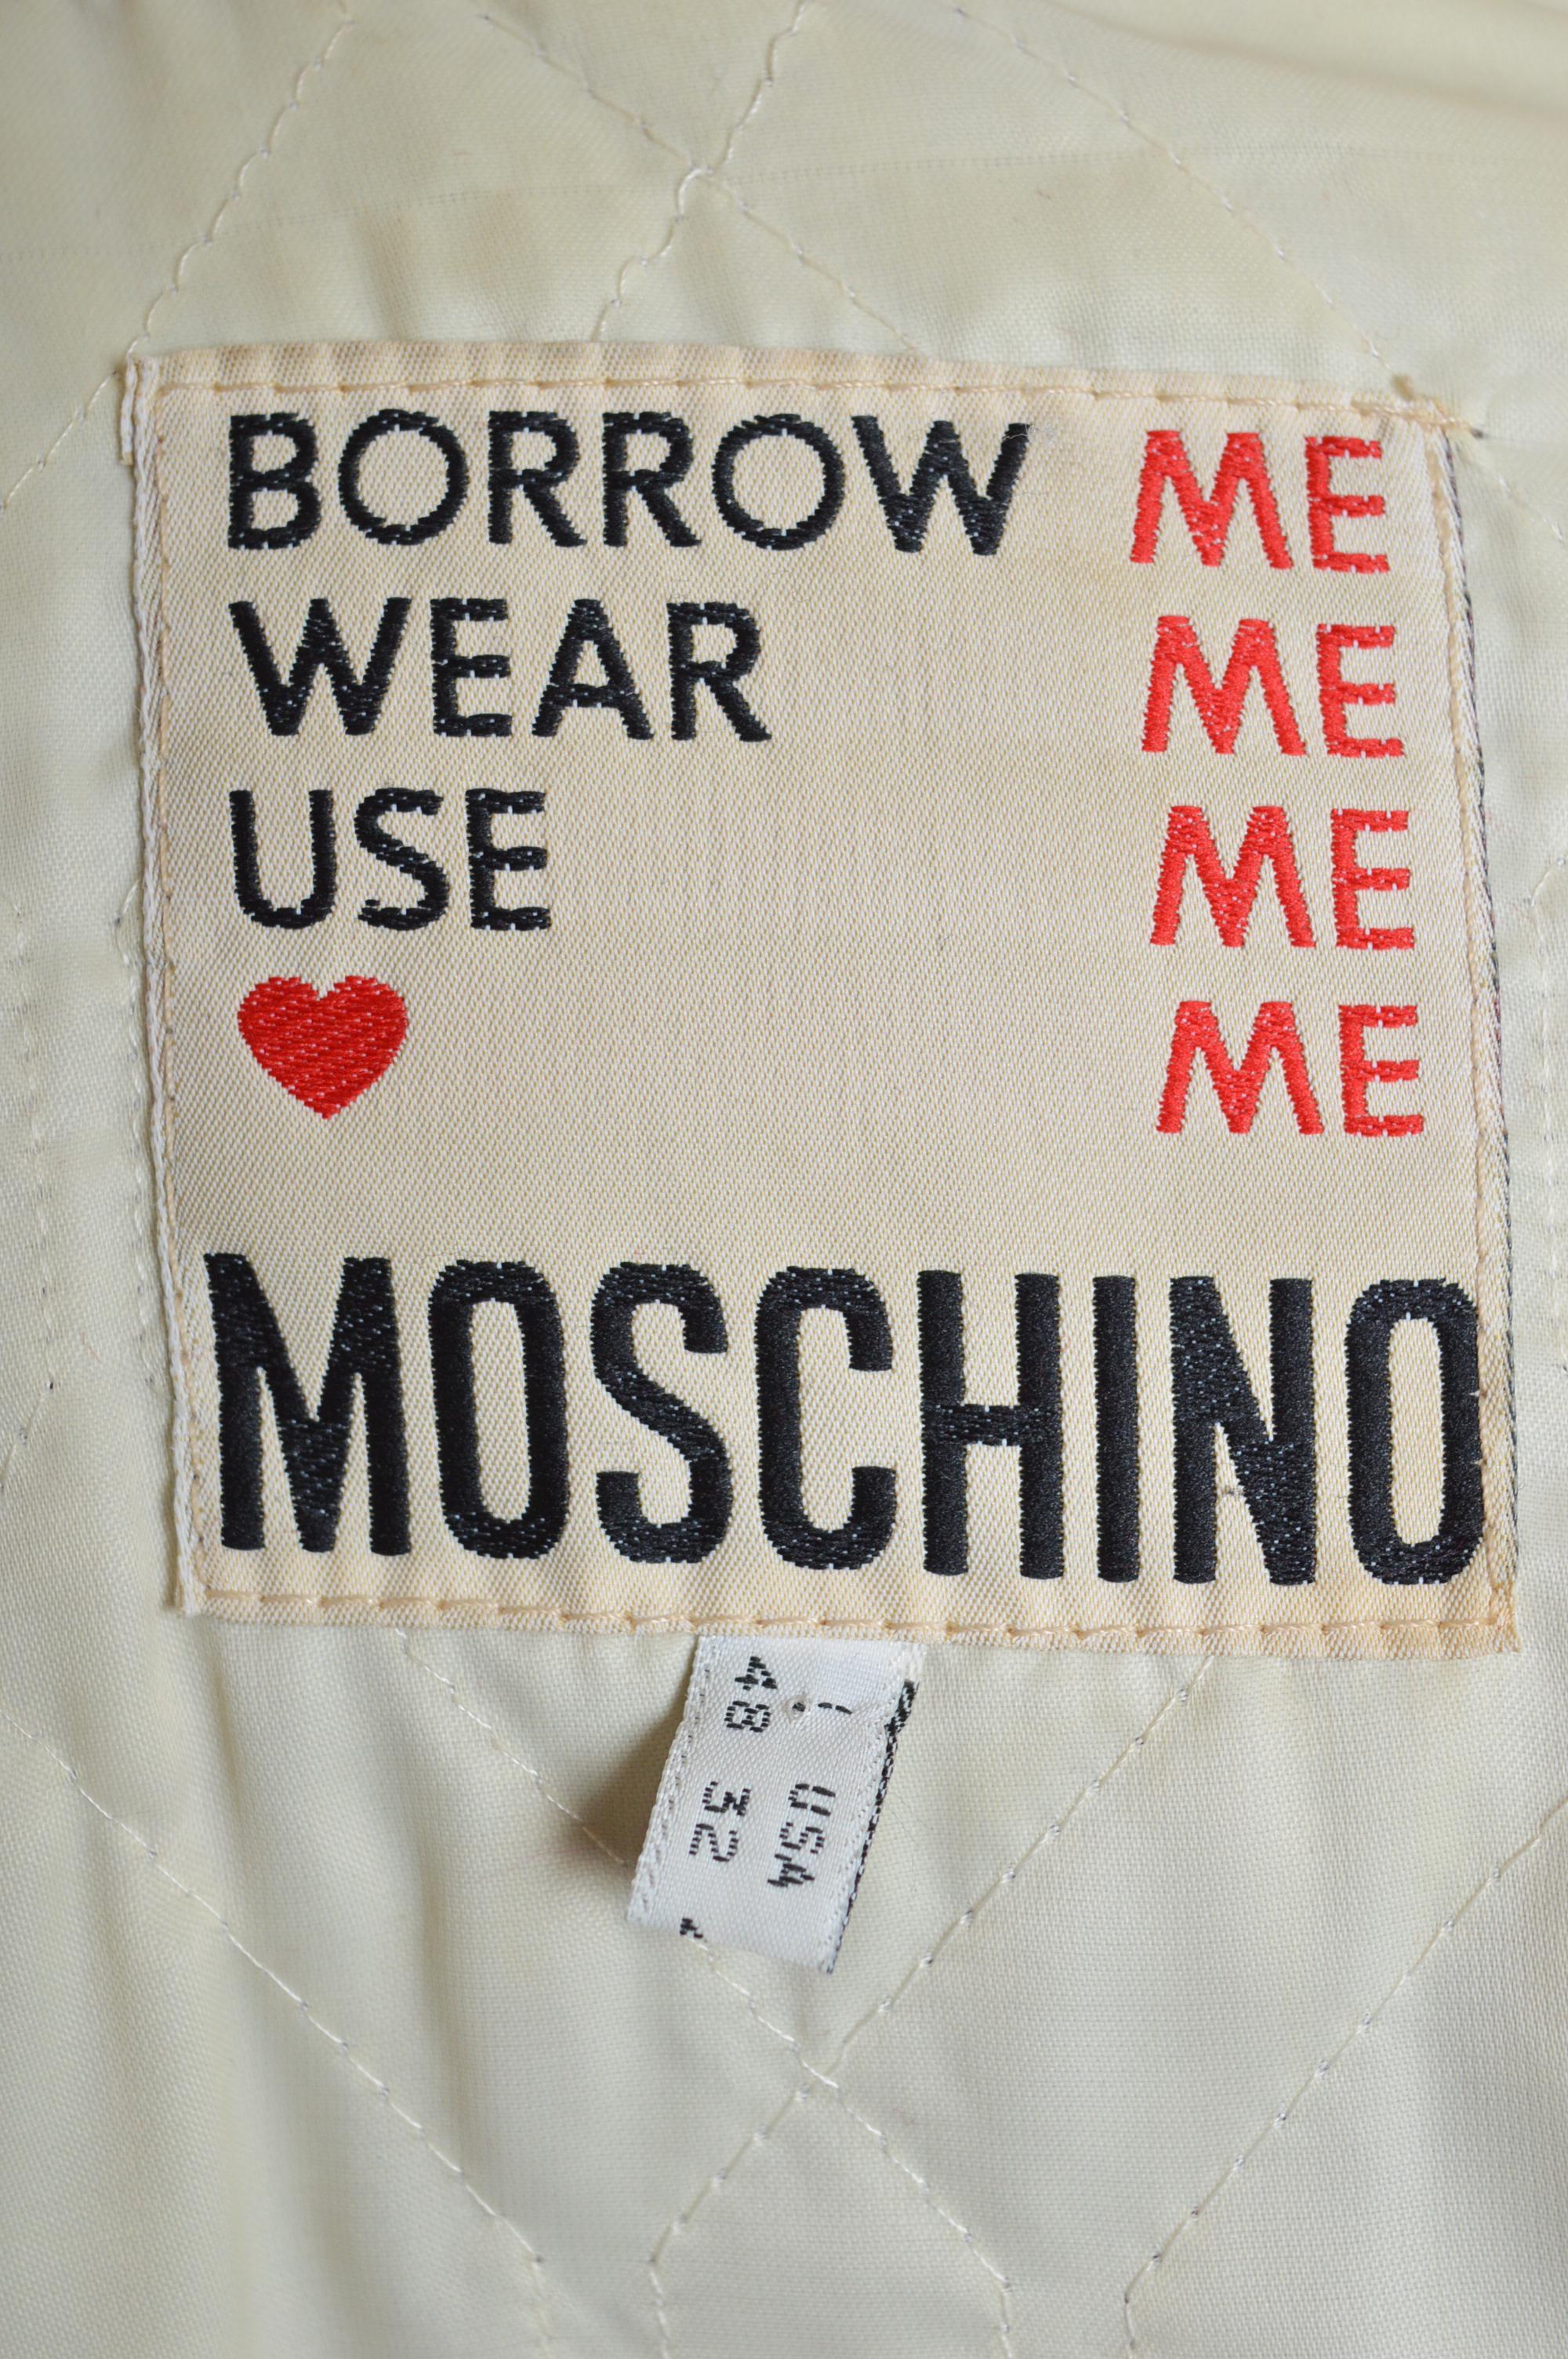 BORROW ME
WEAR ME
USE ME
❤ ME
MOSCHINO
USA
48 32